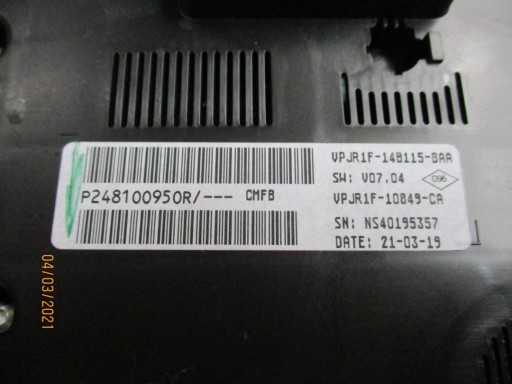 VPJR1F-14B115-BAA
SW: V07.04
096
P248100950R/--- CMFB
VPJR1F-10849-CA
SN: NS40195357
DATE: 21-03-19
04/03/2021